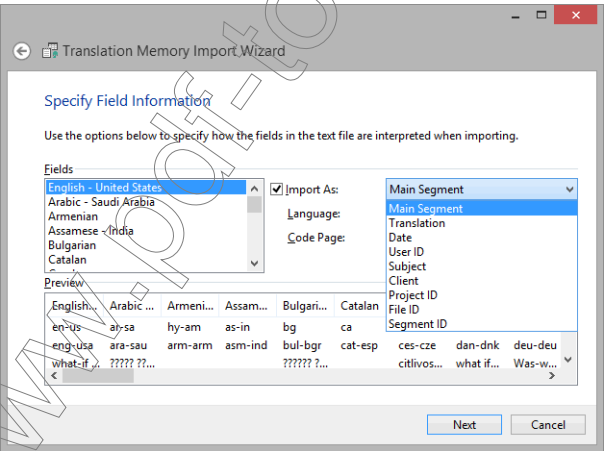 Translation Memory Import Wizard
Specify Field Information
Use the options below to specify how the fields in the text file are interpreted when importing.
Fields
English - United States
Arabic - Saudi Arabia
Armenian
Assamese - India
Bulgarian
Catalan
Import As:
Language:
Code Page:
Main Segment
Main Segment
Translation
Date
User ID
Subject
Client
Project ID
File ID
Segment ID
Preview
English... Arabic ... Armeni... Assam... Bulgari... Catalan
en-us ar-sa hy-am as-in bg ca
eng-usa ara-sau arm-arm asm-ind bul-bgr cat-esp ces-cze dan-dnk deu-deu
what-if ... ????? ??... ?????? ?... citlivos... what if... Was-w...
Next Cancel
www.pdf-to